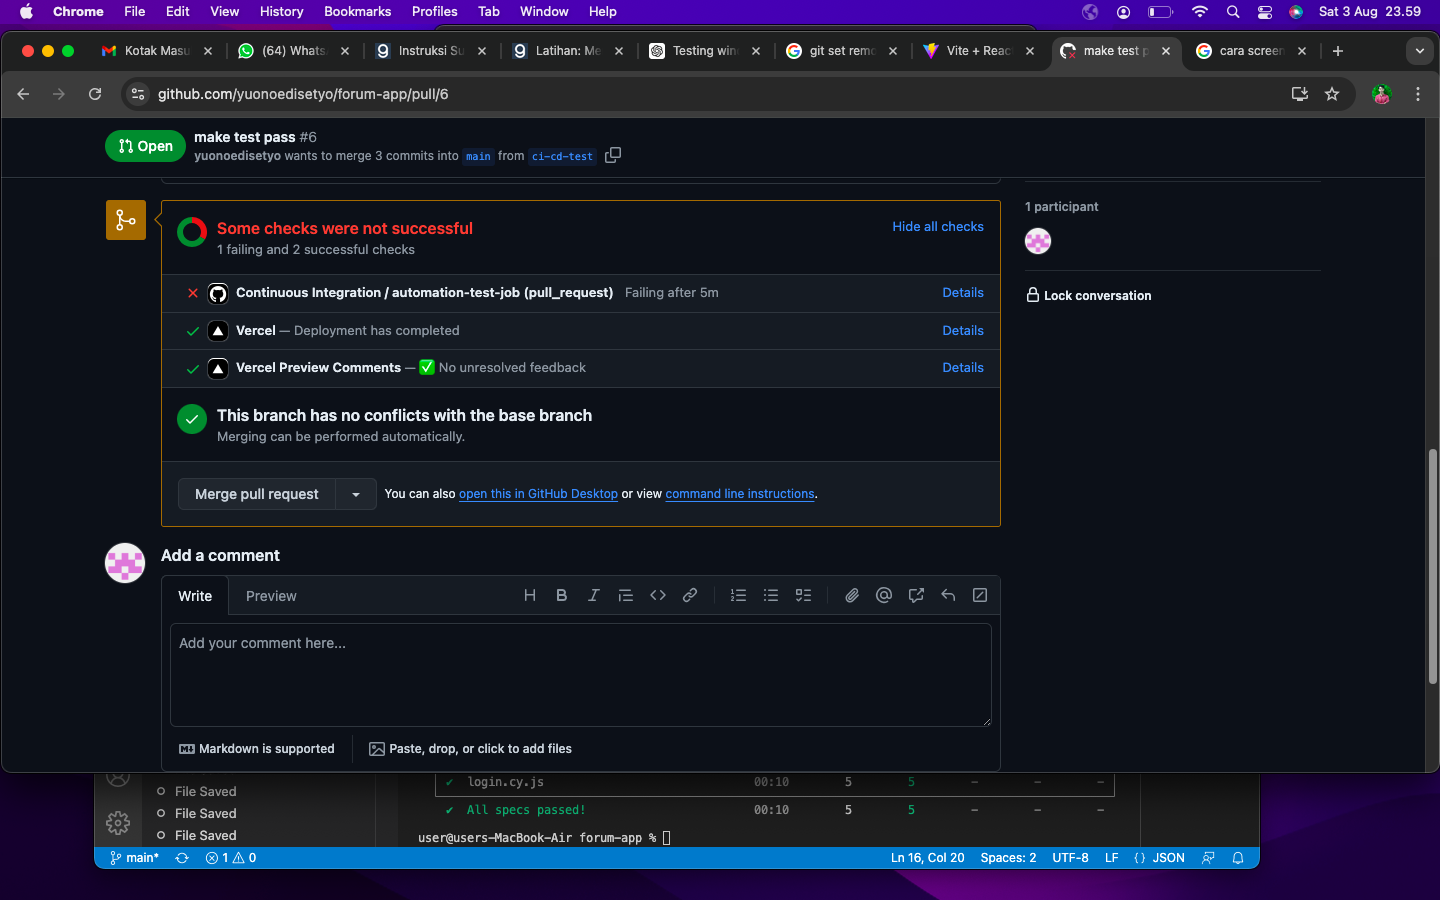 Chrome File Edit View History Bookmarks Profiles Tab Window Help Sat 3 Aug 23.59
Kotak Masu (64) Whats Instruksi Su Latihan: Me Testing win git set remo Vite + Reac make test p cara screen
github.com/yuonoedisetyo/forum-app/pull/6
Open make test pass #6
yuonoedisetyo wants to merge 3 commits into main from ci-cd-test
Some checks were not successful Hide all checks
1 failing and 2 successful checks
Continuous Integration / automation-test-job (pull_request) Failing after 5m Details
Vercel — Deployment has completed Details
Vercel Preview Comments — ✅ No unresolved feedback Details
This branch has no conflicts with the base branch
Merging can be performed automatically.
Merge pull request You can also open this in GitHub Desktop or view command line instructions.
1 participant
Lock conversation
Add a comment
Write Preview
Add your comment here...
Markdown is supported Paste, drop, or click to add files
File Saved
File Saved
File Saved
✔ login.cy.js 00:10 5 5 – – –
✔ All specs passed! 00:10 5 5 – – –
user@users-MacBook-Air forum-app %
main* 1 0 Ln 16, Col 20 Spaces: 2 UTF-8 LF {} JSON